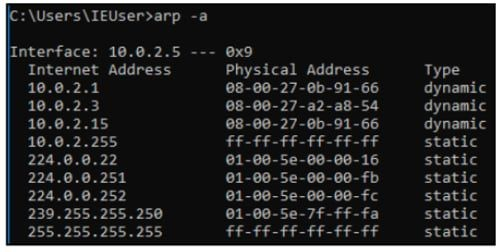 C:\Users\IEUser>arp -a
Interface: 10.0.2.5 --- 0x9
Internet Address Physical Address Type
10.0.2.1 08-00-27-0b-91-66 dynamic
10.0.2.3 08-00-27-a2-a8-54 dynamic
10.0.2.15 08-00-27-0b-91-66 dynamic
10.0.2.255 ff-ff-ff-ff-ff-ff static
224.0.0.22 01-00-5e-00-00-16 static
224.0.0.251 01-00-5e-00-00-fb static
224.0.0.252 01-00-5e-00-00-fc static
239.255.255.250 01-00-5e-7f-ff-fa static
255.255.255.255 ff-ff-ff-ff-ff-ff static